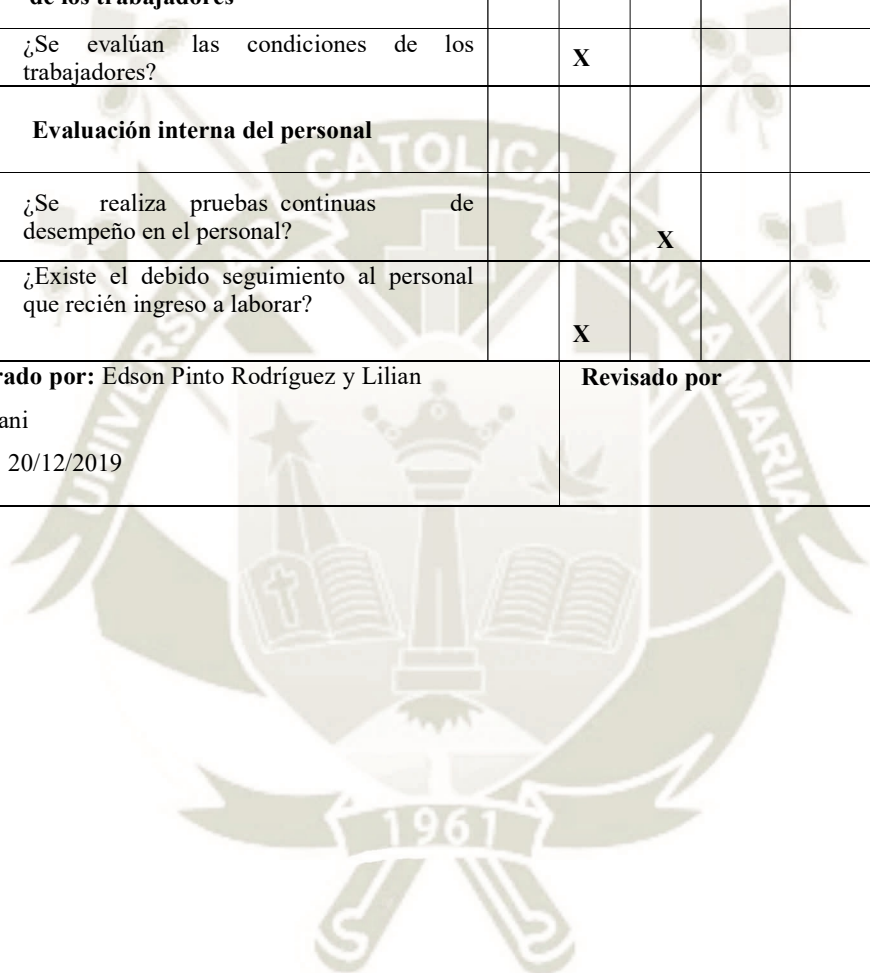 de los trabajadores
¿Se evalúan las condiciones de los
trabajadores?
X
Evaluación interna del personal
¿Se realiza pruebas continuas de
desempeño en el personal?
X
¿Existe el debido seguimiento al personal
que recién ingreso a laborar?
X
rado por: Edson Pinto Rodríguez y Lilian
ani
20/12/2019
Revisado por
UNIVERSIDAD CATOLICA SANTA MARIA
1961